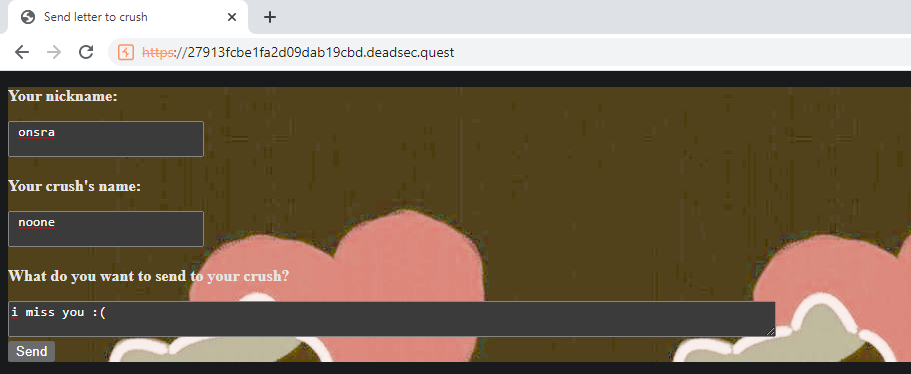 Send letter to crush
https://27913fcbe1fa2d09dab19cbd.deadsec.quest
Your nickname:
onsra
Your crush's name:
noone
What do you want to send to your crush?
i miss you :(
Send